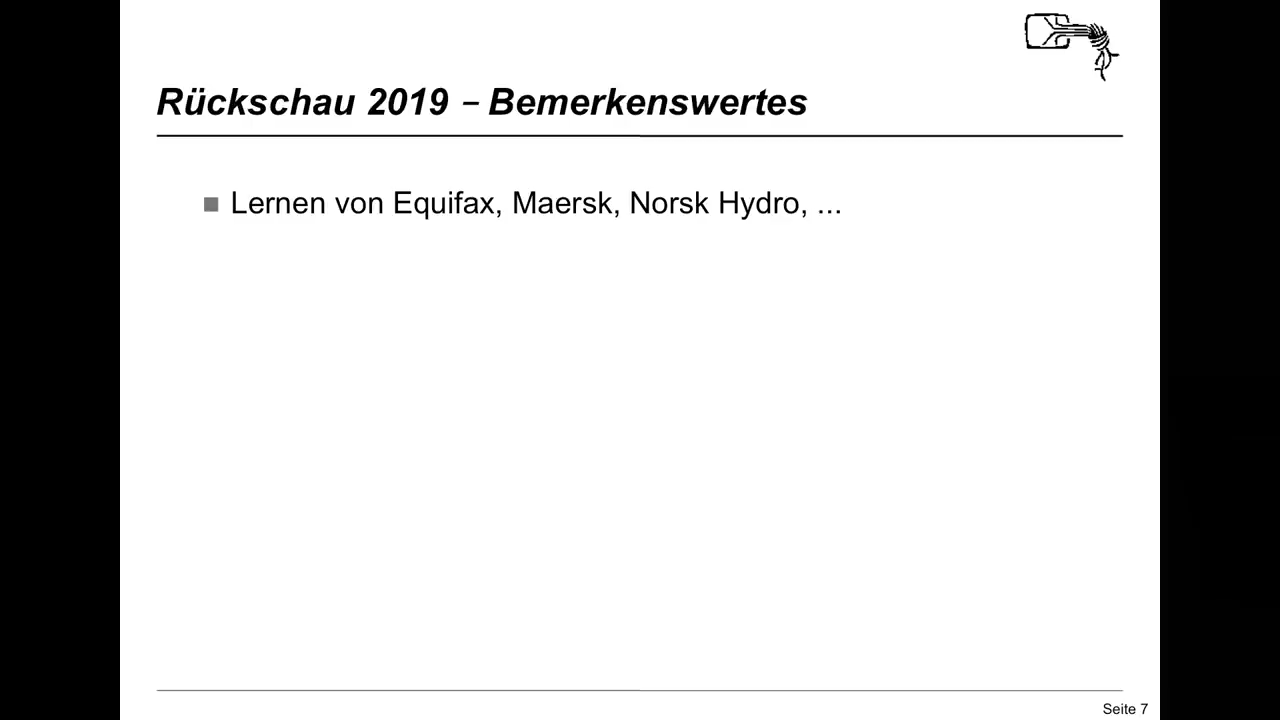 Rückschau 2019 – Bemerkenswertes
Lernen von Equifax, Maersk, Norsk Hydro, ...
Seite 7